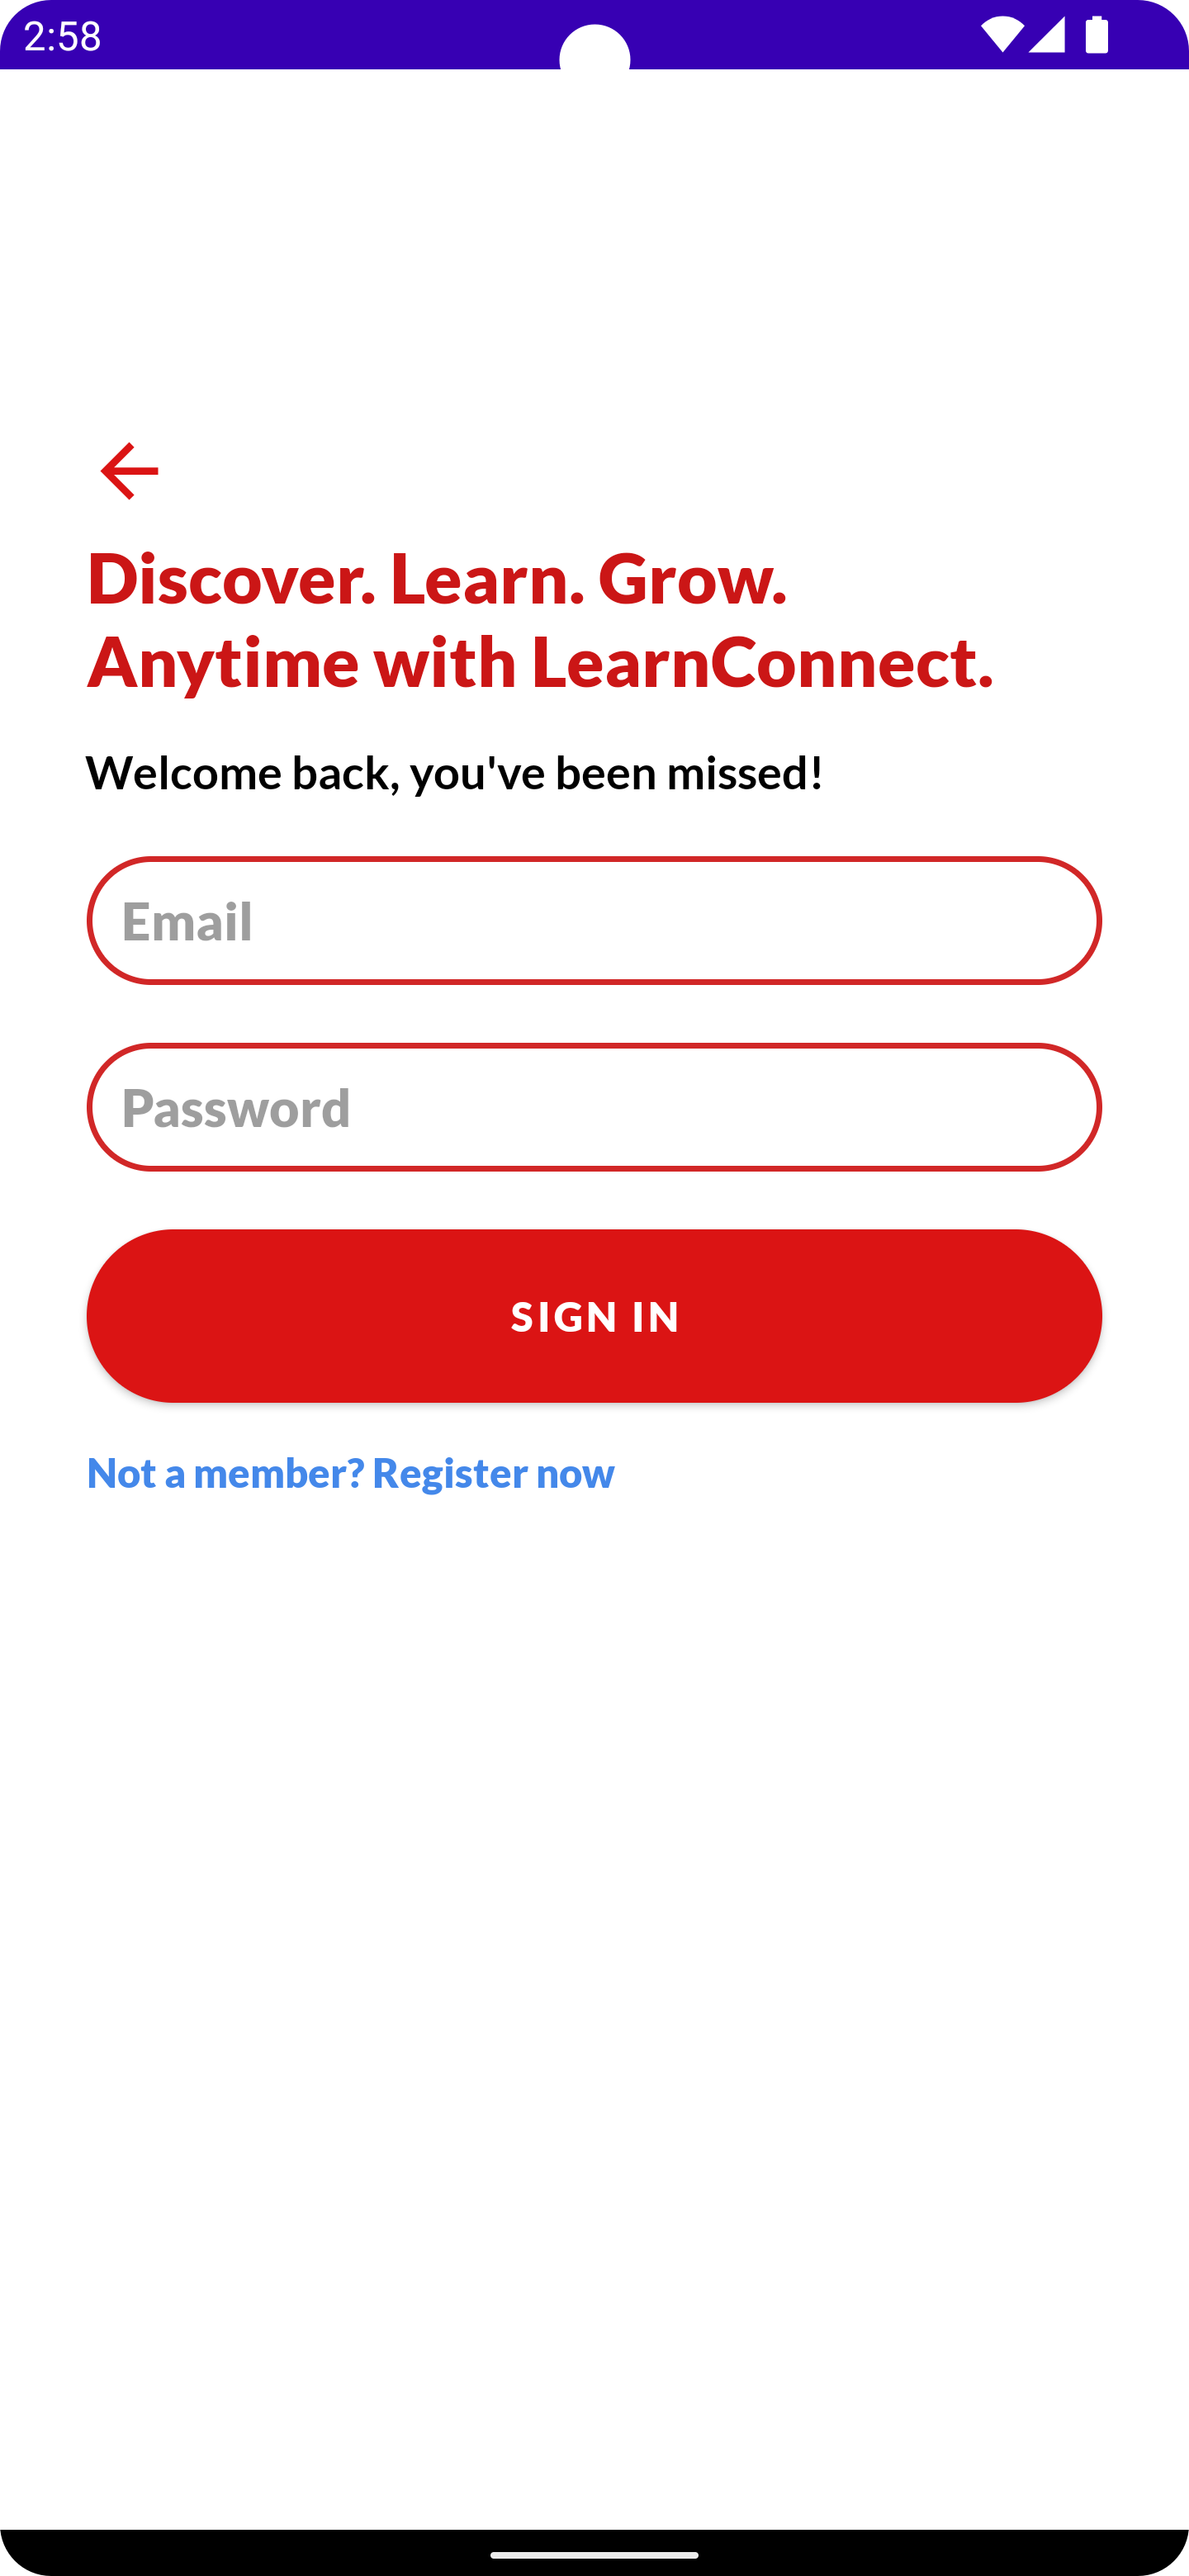 2:58
Discover. Learn. Grow.
Anytime with LearnConnect.
Welcome back, you've been missed!
Email
Password
SIGN IN
Not a member? Register now